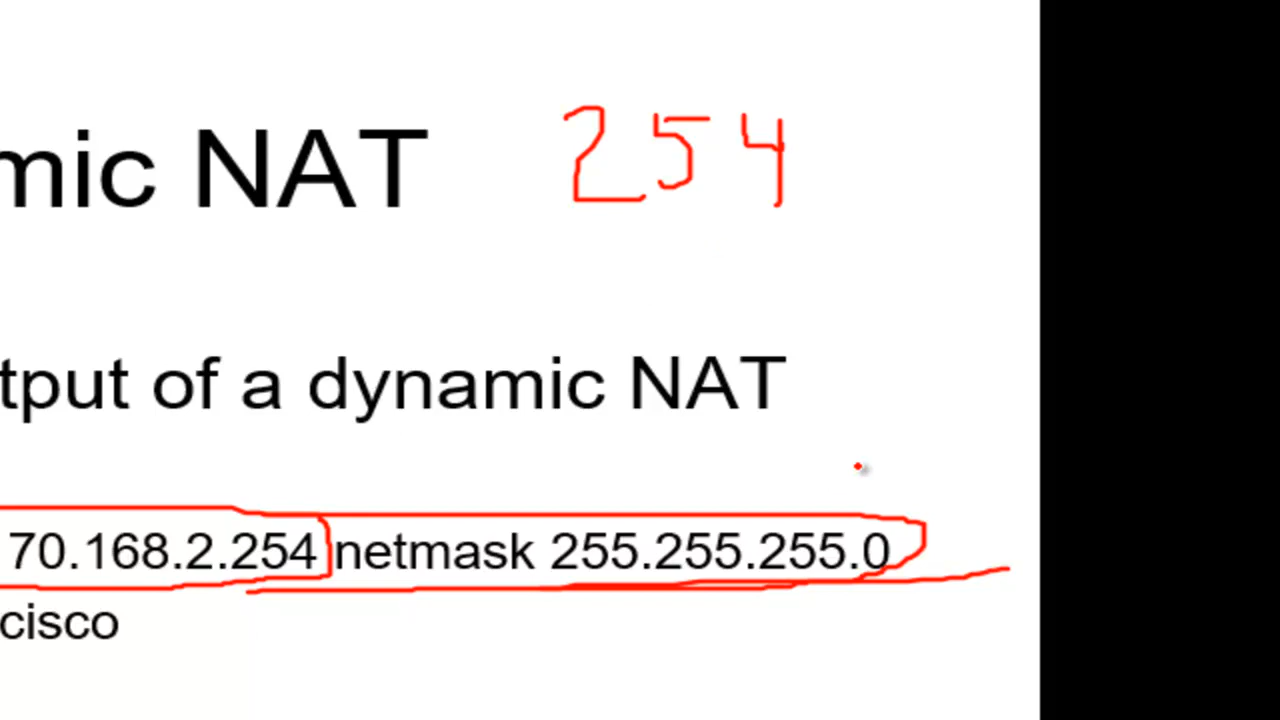 mic NAT 254
tput of a dynamic NAT
70.168.2.254 netmask 255.255.255.0
cisco